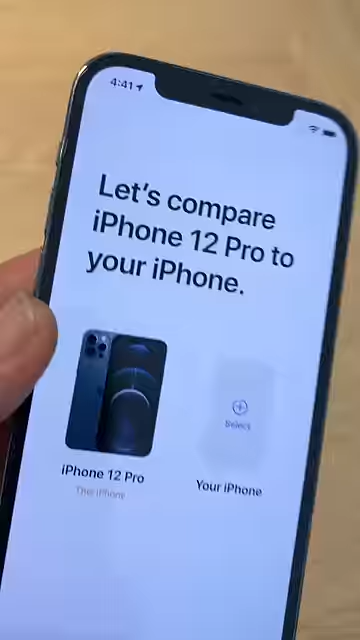 4:41
Let's compare
iPhone 12 Pro to
your iPhone.
Select
iPhone 12 Pro
This iPhone
Your iPhone